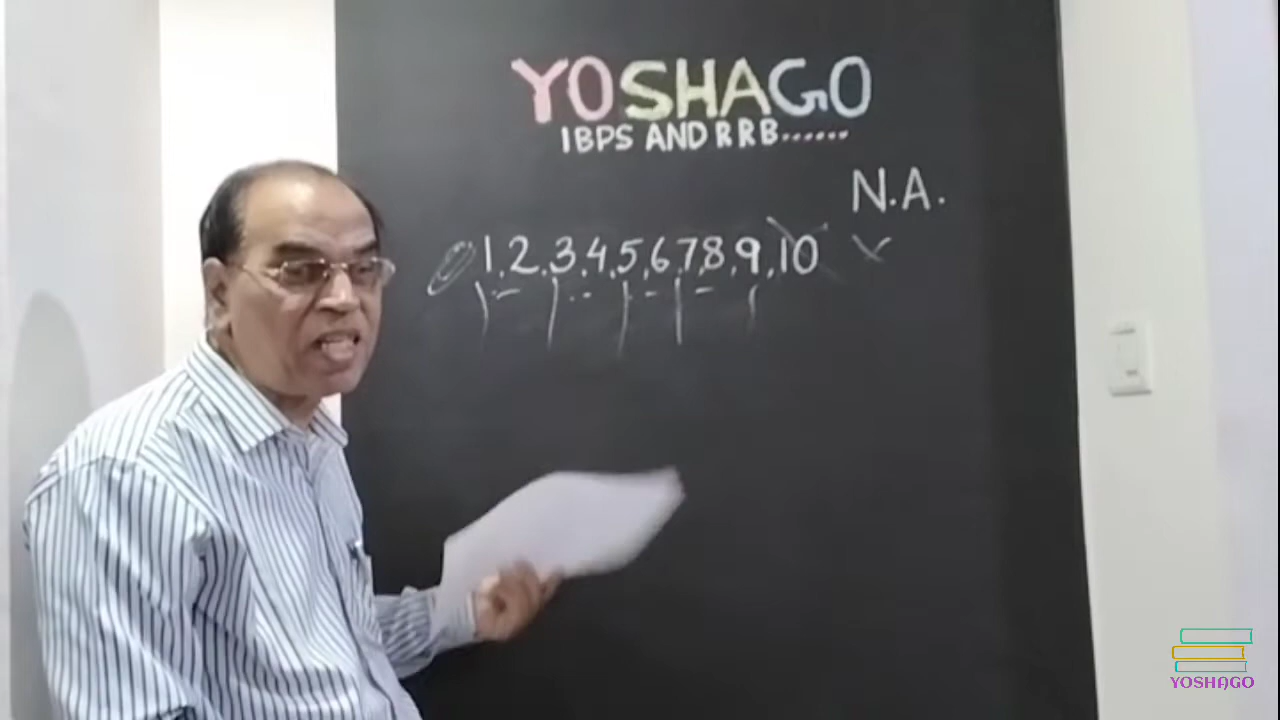 YOSHAGO
IBPS AND RRB......
N.A.
1,2,3,4,5,6,7,8,9,10
YOSHAGO